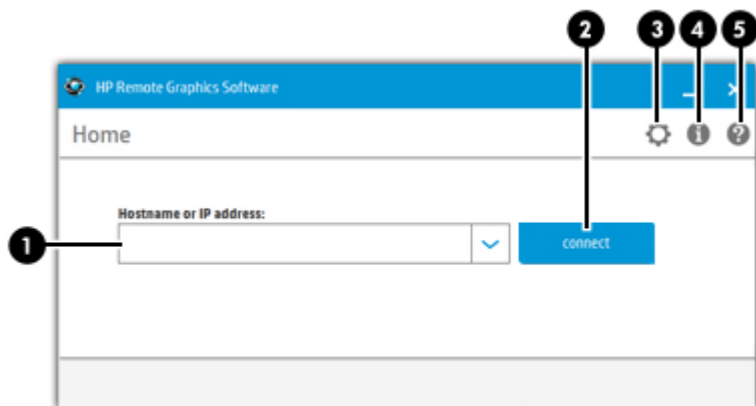 2 3 4 5
HP Remote Graphics Software
Home
Hostname or IP address:
1
connect